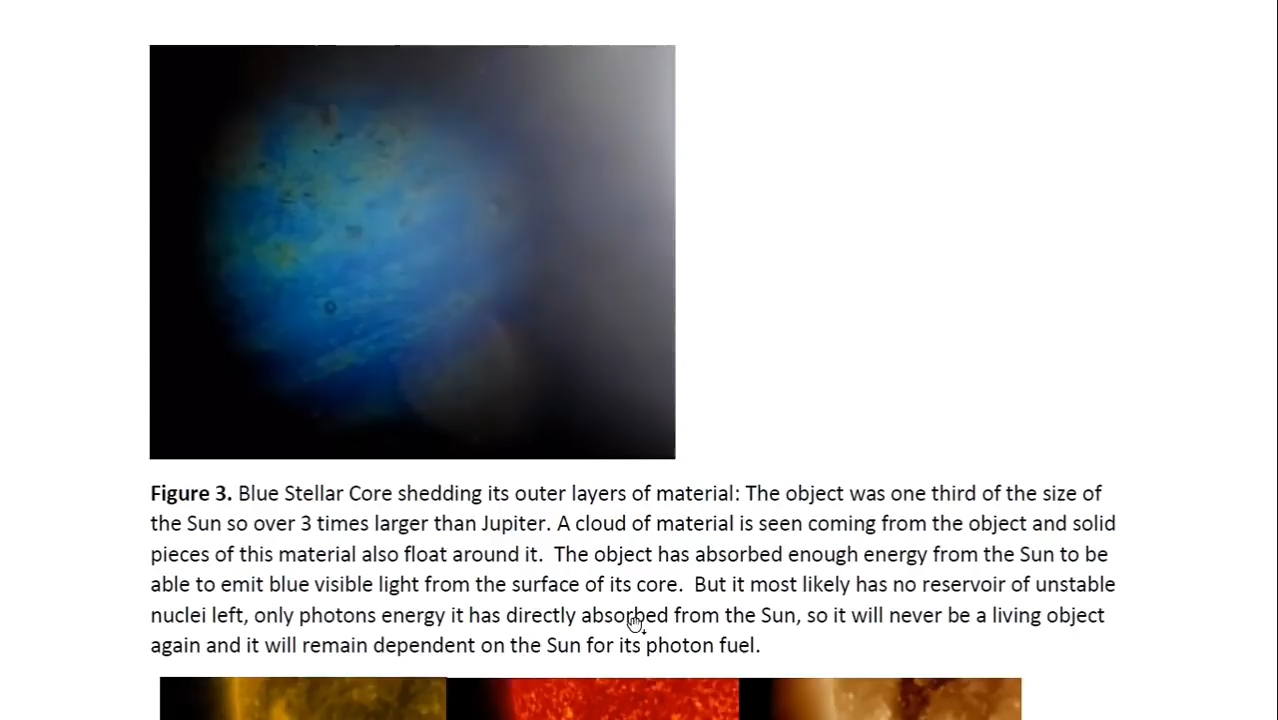 Figure 3. Blue Stellar Core shedding its outer layers of material: The object was one third of the size of
the Sun so over 3 times larger than Jupiter. A cloud of material is seen coming from the object and solid
pieces of this material also float around it. The object has absorbed enough energy from the Sun to be
able to emit blue visible light from the surface of its core. But it most likely has no reservoir of unstable
nuclei left, only photons energy it has directly absorbed from the Sun, so it will never be a living object
again and it will remain dependent on the Sun for its photon fuel.